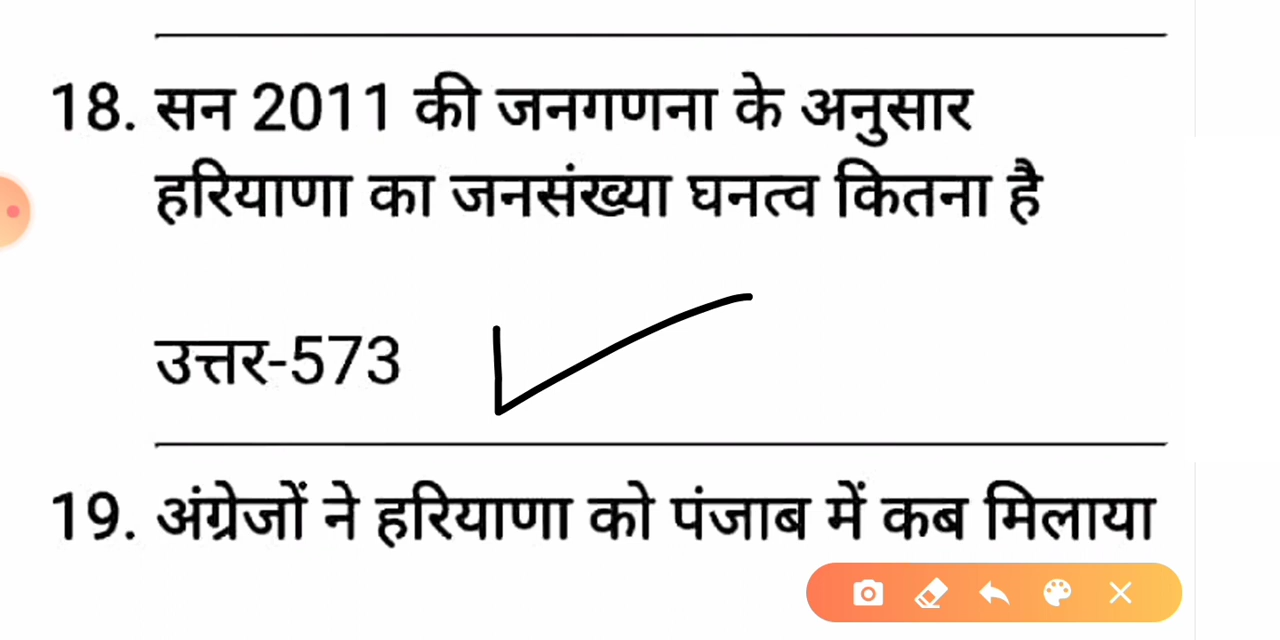 18. सन 2011 की जनगणना के अनुसार
हरियाणा का जनसंख्या घनत्व कितना है
उत्तर-573
19. अंग्रेजों ने हरियाणा को पंजाब में कब मिलाया